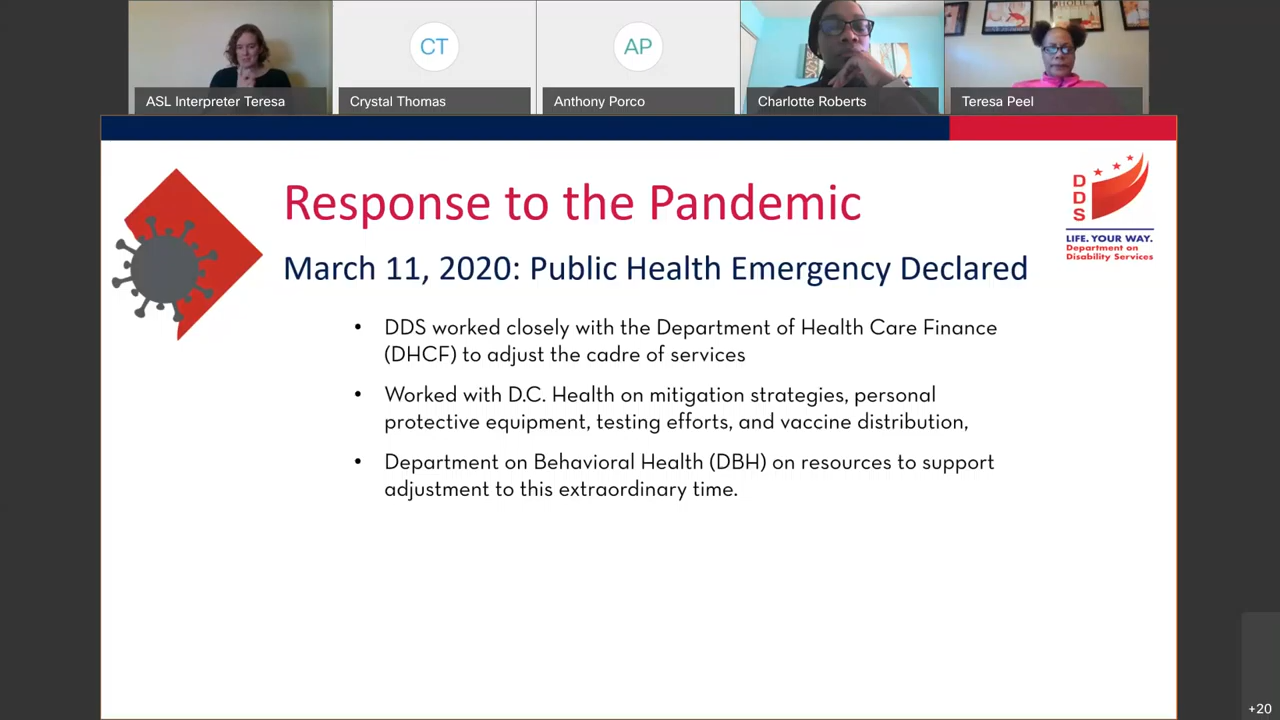 CT
AP
ASL Interpreter Teresa
Crystal Thomas
Anthony Porco
Charlotte Roberts
Teresa Peel
Response to the Pandemic
D
D
S
LIFE. YOUR WAY.
Department on
Disability Services
March 11, 2020: Public Health Emergency Declared
• DDS worked closely with the Department of Health Care Finance
(DHCF) to adjust the cadre of services
• Worked with D.C. Health on mitigation strategies, personal
protective equipment, testing efforts, and vaccine distribution,
• Department on Behavioral Health (DBH) on resources to support
adjustment to this extraordinary time.
+20